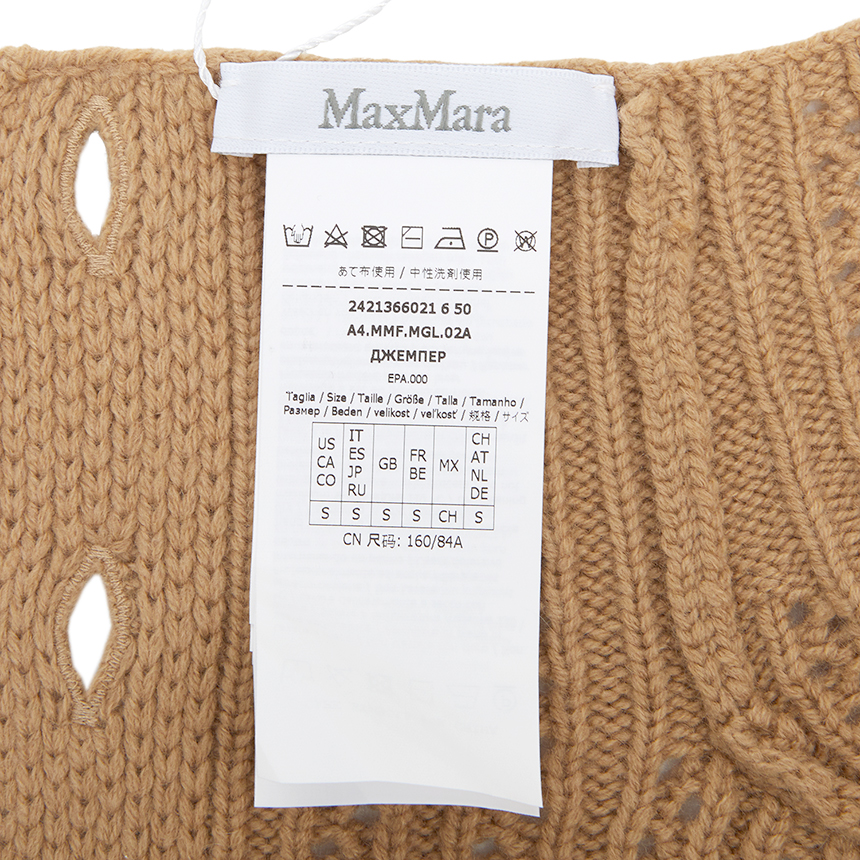 MaxMara
あて布使用 / 中性洗剤使用
2421366021 6 50
A4.MMF.MGL.02A
ДЖЕМПЕР
EPA.000
Taglia / Size / Taille / Größe / Talla / Tamanho /
Размер / Beden / velikost / veľkosť / 规格 / サイズ
US CA CO | IT ES JP RU | GB | FR BE | MX | CH AT NL DE
S | S | S | S | CH | S
CN 尺码: 160/84A